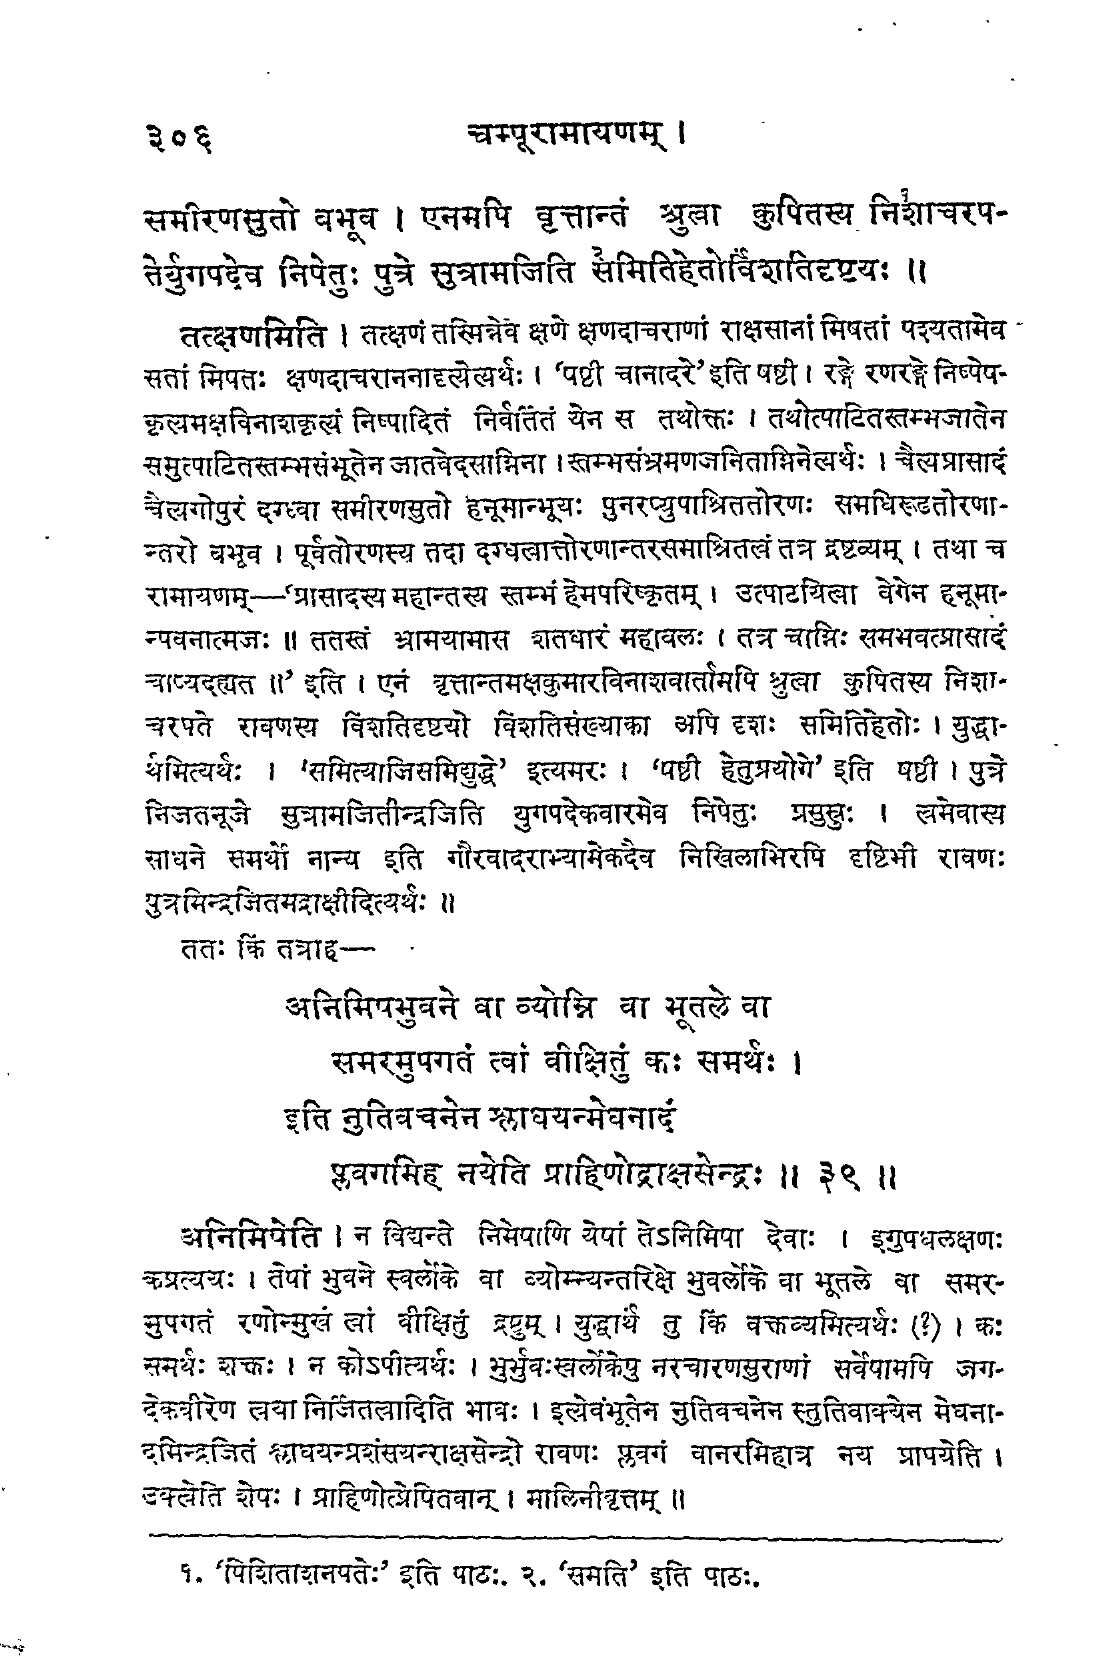 ३०६ चम्पूरामायणम् ।
समीरणसुतो बभूव । एनमपि वृत्तान्तं श्रुत्वा कुपितस्य निशाचरप-
तेर्युगपदेव निपेतुः पुत्रे सुत्रामजिति समितिहेतोर्विंशतिदृष्टयः ॥
तत्क्षणमिति । तत्क्षणं तस्मिन्नेव क्षणे क्षणदाचराणां राक्षसानां मिषतां पश्यतामेव
सतां मिषतः क्षणदाचराननादृत्येत्यर्थः । ‘षष्ठी चानादरे’ इति षष्ठी । रङ्गे रणरङ्गे निष्पेष-
कृत्यमक्षविनाशकृत्यं निष्पादितं निर्वर्तितं येन स तथोक्तः । तथोत्पाटितस्तम्भजातेन
समुत्पाटितस्तम्भसंभूतेन जातवेदसाग्निना । स्तम्भसंभ्रमणजनिताग्निनेत्यर्थः । चैत्यप्रासादं
चैत्यगोपुरं दग्ध्वा समीरणसुतो हनूमान्भूयः पुनरप्युपाश्रिततोरणः समधिरूढतोरणा-
न्तरो बभूव । पूर्वतोरणस्य तदा दग्धत्वात्तोरणान्तरसमाश्रितत्वं तत्र द्रष्टव्यम् । तथा च
रामायणम्—‘प्रासादस्य महान्तस्य स्तम्भं हेमपरिष्कृतम् । उत्पाटयित्वा वेगेन हनूमा-
न्पवनात्मजः ॥ ततस्तं भ्रामयामास शतधारं महाबलः । तत्र चाग्निः समभवत्प्रासादं
चाप्यदह्यत ॥’ इति । एनं वृत्तान्तमक्षकुमारविनाशवार्तामपि श्रुत्वा कुपितस्य निशा-
चरपते रावणस्य विंशतिदृष्टयो विंशतिसंख्याका अपि दृशः समितिहेतोः । युद्धा-
र्थमित्यर्थः । ‘समित्याजिसमिद्युद्धे’ इत्यमरः । ‘षष्ठी हेतुप्रयोगे’ इति षष्ठी । पुत्रे
निजतनूजे सुत्रामजितीन्द्रजिति युगपदेकवारमेव निपेतुः प्रसुस्रुः । त्वमेवास्य
साधने समर्थो नान्य इति गौरवादराभ्यामेकदैव निखिलाभिरपि दृष्टिभी रावणः
पुत्रमिन्द्रजितमद्राक्षीदित्यर्थः ॥
ततः किं तत्राह—
अनिमिषभुवने वा व्योम्नि वा भूतले वा
समरमुपगतं त्वां वीक्षितुं कः समर्थः ।
इति नुतिवचनेन श्लाघयन्मेघनादं
प्लवगमिह नयेति प्राहिणोद्राक्षसेन्द्रः ॥ ३९ ॥
अनिमिषेति । न विद्यन्ते निमेषाणि येषां तेऽनिमिषा देवाः । इगुपधलक्षणः
कप्रत्ययः । तेषां भुवने स्वर्लोके वा व्योम्न्यन्तरिक्षे भुवर्लोके वा भूतले वा समर-
मुपगतं रणोन्मुखं त्वां वीक्षितुं द्रष्टुम् । युद्धार्थं तु किं वक्तव्यमित्यर्थः (?) । कः
समर्थः शक्तः । न कोऽपीत्यर्थः । भुर्भुवःस्वर्लोकेषु नरचारणसुराणां सर्वेषामपि जग-
देकवीरेण त्वया निर्जितत्वादिति भावः । इत्येवंभूतेन नुतिवचनेन स्तुतिवाक्येन मेघना-
दमिन्द्रजितं श्लाघयन्प्रशंसयन्राक्षसेन्द्रो रावणः प्लवगं वानरमिहात्र नय प्रापयेति ।
उक्त्वेति शेषः । प्राहिणोत्प्रेषितवान् । मालिनीवृत्तम् ॥
१. ‘पिशिताशनपतेः’ इति पाठः. २. ‘समति’ इति पाठः.